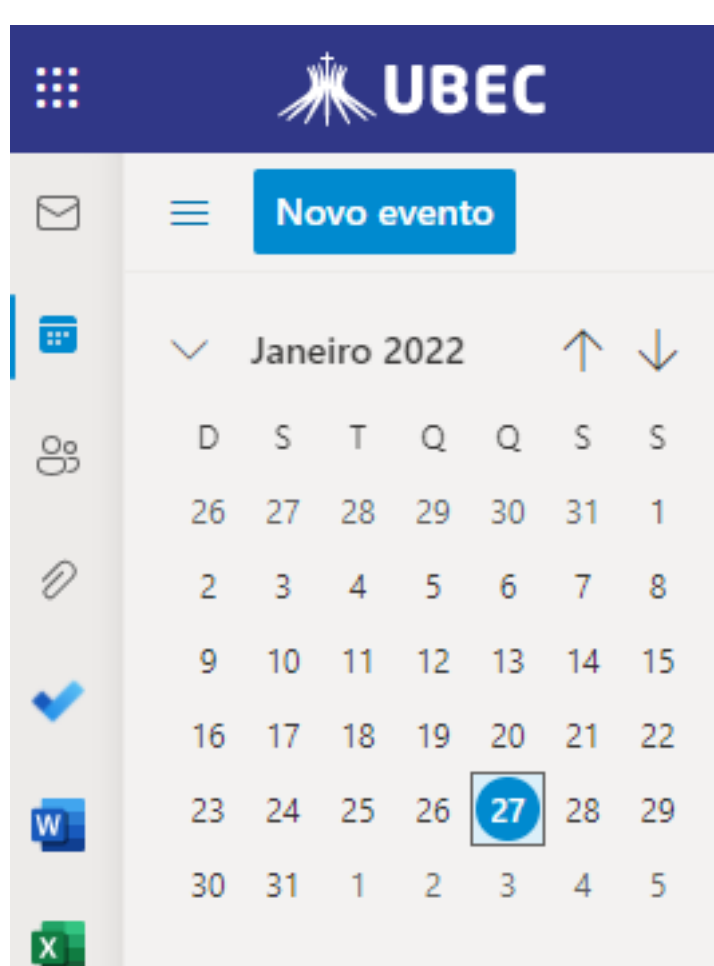 UBEC
Novo evento
Janeiro 2022
D S T Q Q S S
26 27 28 29 30 31 1
2 3 4 5 6 7 8
9 10 11 12 13 14 15
16 17 18 19 20 21 22
W 23 24 25 26 27 28 29
30 31 1 2 3 4 5
X